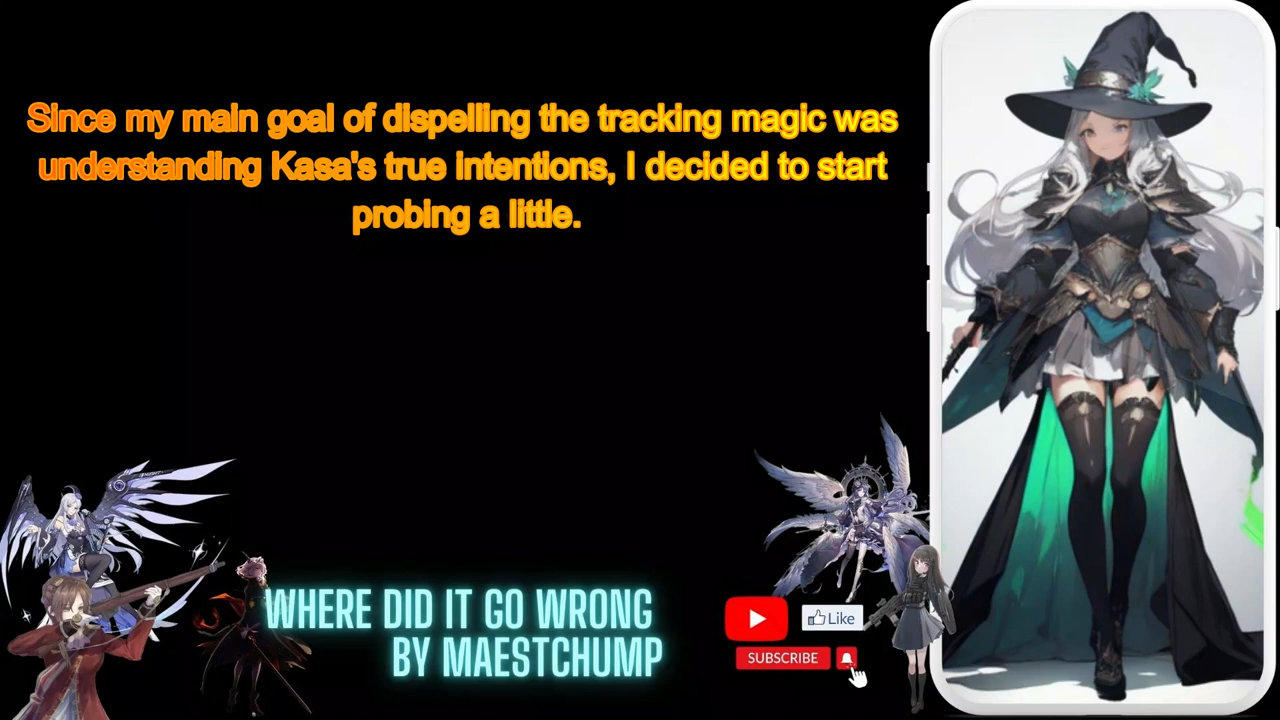 Since my main goal of dispelling the tracking magic was
understanding Kasa's true intentions, I decided to start
probing a little.
WHERE DID IT GO WRONG
BY MAESTCHUMP
Like
SUBSCRIBE